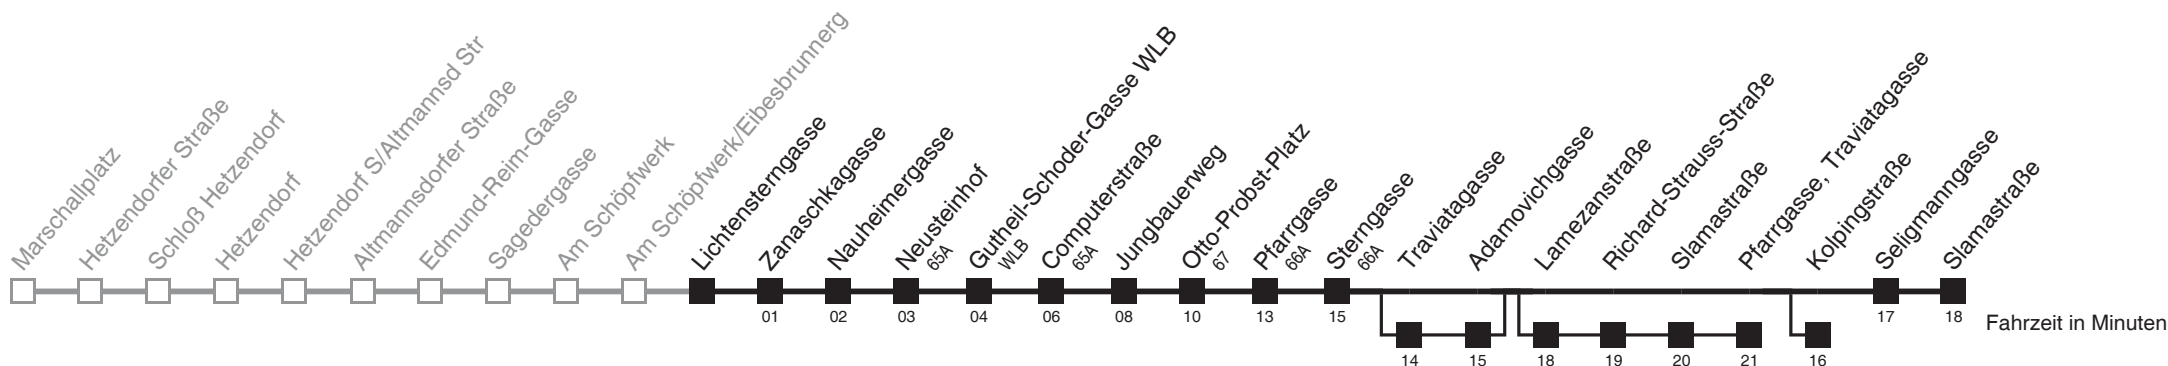 Marschallplatz
Hetzendorfer Straße
Schloß Hetzendorf
Hetzendorf
Hetzendorf S/Altmannsd Str
Altmannsdorfer Straße
Edmund-Reim-Gasse
Sagedergasse
Am Schöpfwerk
Am Schöpfwerk/Eibesbrunnerg
Lichtensterngasse
Zanaschkagasse
Nauheimergasse
Neusteinhof
65A
Gutheil-Schoder-Gasse WLB
WLB
Computerstraße
65A
Jungbauerweg
Otto-Probst-Platz
67
Pfarrgasse
66A
Sterngasse
66A
Traviatagasse
Adamovichgasse
Lamezanstraße
Richard-Strauss-Straße
Slamastraße
Pfarrgasse, Traviatagasse
Kolpingstraße
Seligmanngasse
Slamastraße
01 02 03 04 06 08 10 13 15 17 18
Fahrzeit in Minuten
14 15 18 19 20 21 16